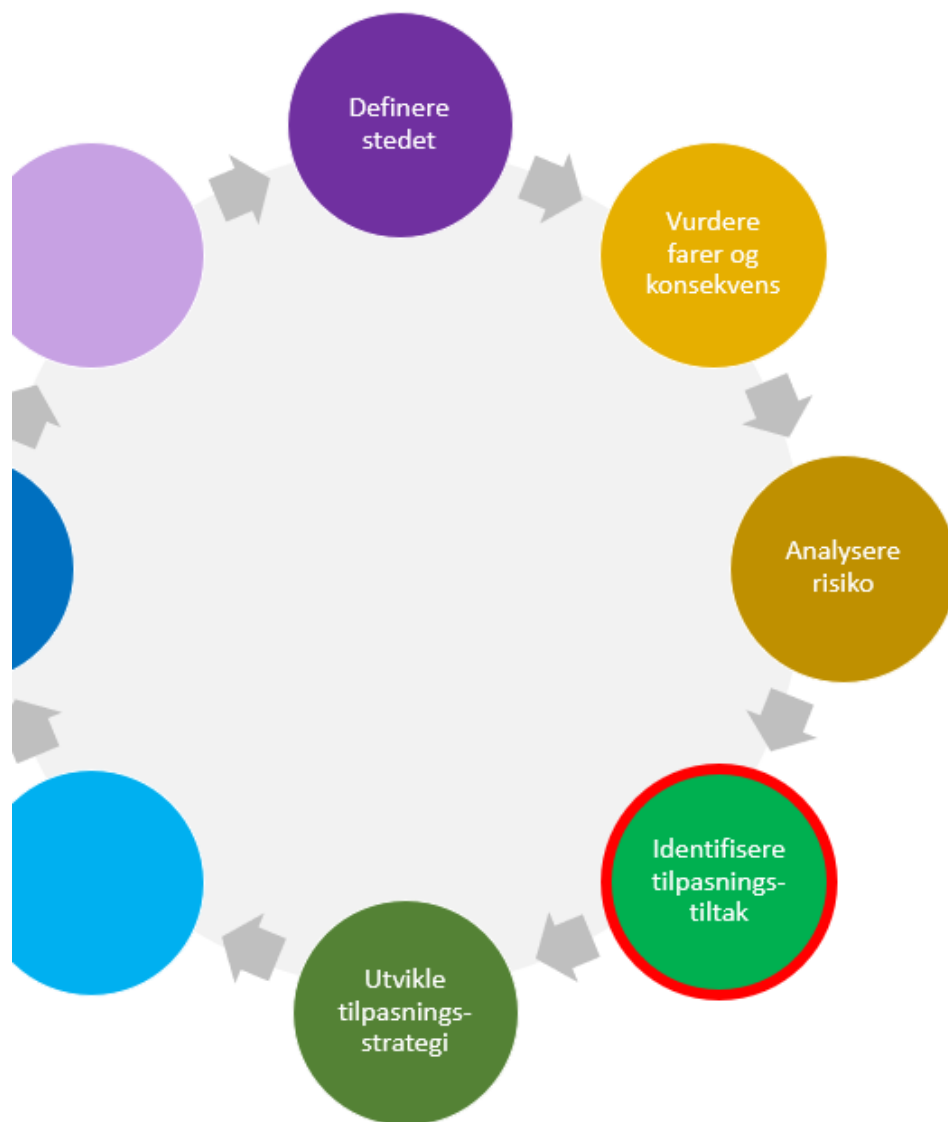 Definere
stedet
Vurdere
farer og
konsekvens
Analysere
risiko
Identifisere
tilpasnings-
tiltak
Utvikle
tilpasnings-
strategi